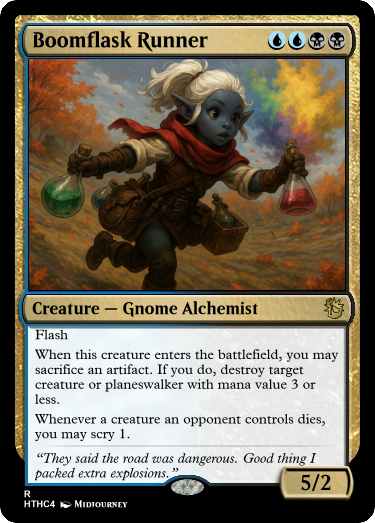 Boomflask Runner
Creature — Gnome Alchemist
Flash
When this creature enters the battlefield, you may
sacrifice an artifact. If you do, destroy target
creature or planeswalker with mana value 3 or
less.
Whenever a creature an opponent controls dies,
you may scry 1.
“They said the road was dangerous. Good thing I
packed extra explosions.”
5/2
R
HTHC4 Midjourney